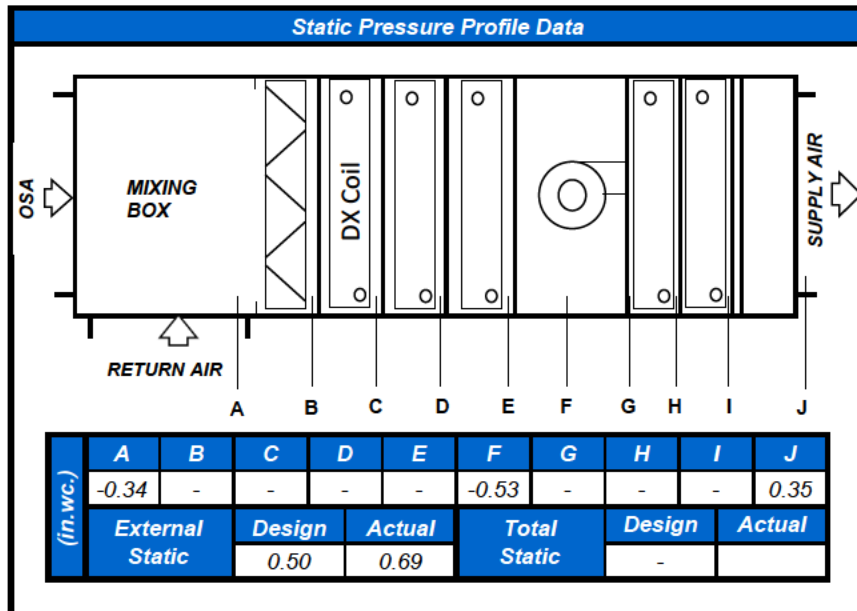 Static Pressure Profile Data
OSA
MIXING
BOX
DX Coil
SUPPLY AIR
RETURN AIR
A B C D E F G H I J
(in.wc.)
A B C D E F G H I J
-0.34 - - - - -0.53 - - - 0.35
External Static Design Actual Total Static Design Actual
0.50 0.69 -